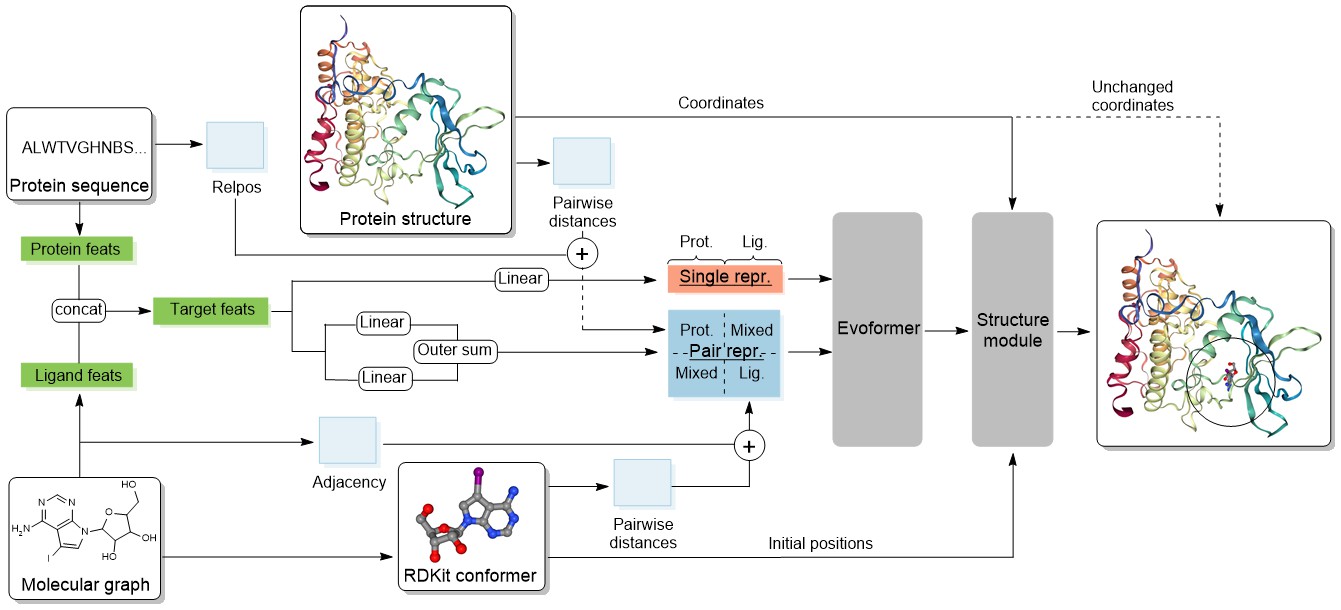 Coordinates
Unchanged
coordinates
ALWTVGHNBS...
Protein sequence
Relpos
Protein structure
Pairwise
distances
Protein feats
concat
Target feats
Ligand feats
Linear
Linear
Outer sum
Linear
+
Prot. Lig.
Single repr.
Prot. Mixed
Pair repr.
Mixed Lig.
Evoformer
Structure
module
Adjacency
+
Pairwise
distances
HO
N
N
H2N
N
O
OH
HO
I
Molecular graph
RDKit conformer
Initial positions